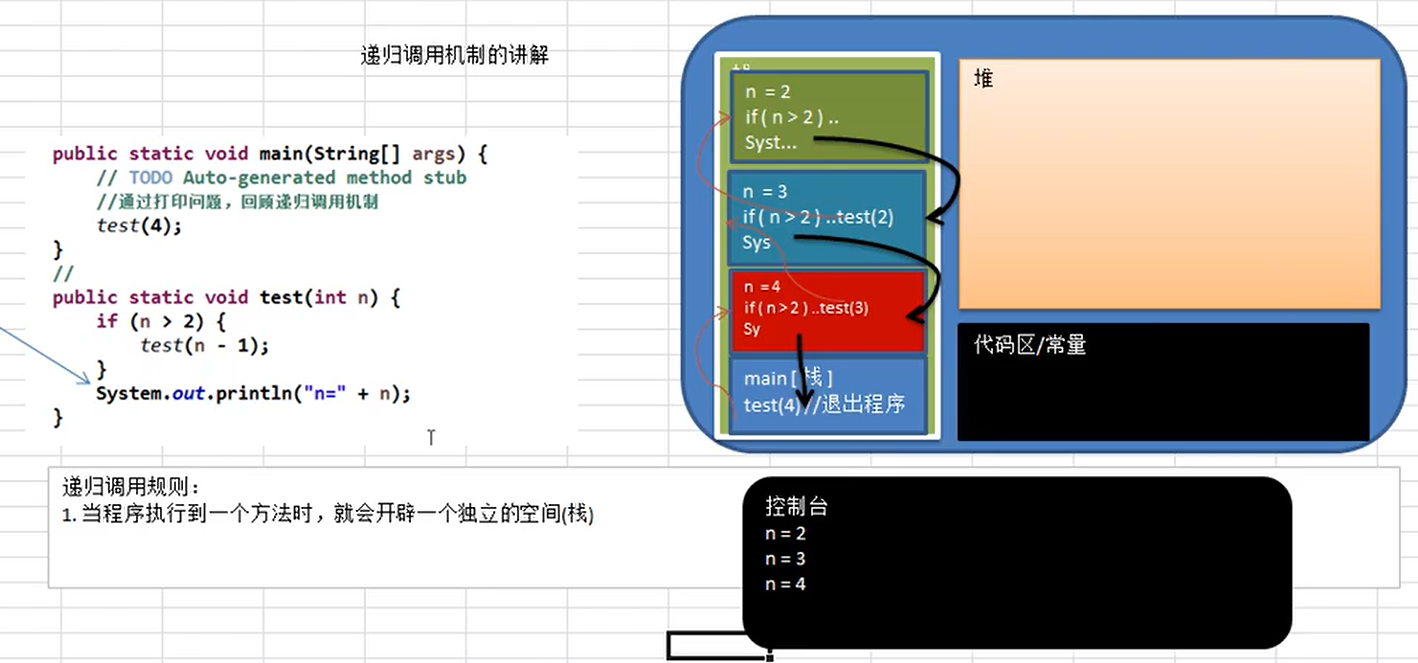 递归调用机制的讲解
public static void main(String[] args) {
// TODO Auto-generated method stub
//通过打印问题，回顾递归调用机制
test(4);
}
//
public static void test(int n) {
if (n > 2) {
test(n - 1);
}
System.out.println("n=" + n);
}
n = 2
if ( n > 2 ) ..
Syst...
n = 3
if ( n > 2 ) ..test(2)
Sys
n = 4
if ( n > 2 ) ..test(3)
Sy
main [ 栈 ]
test(4) //退出程序
堆
代码区/常量
递归调用规则：
1. 当程序执行到一个方法时，就会开辟一个独立的空间(栈)
控制台
n = 2
n = 3
n = 4